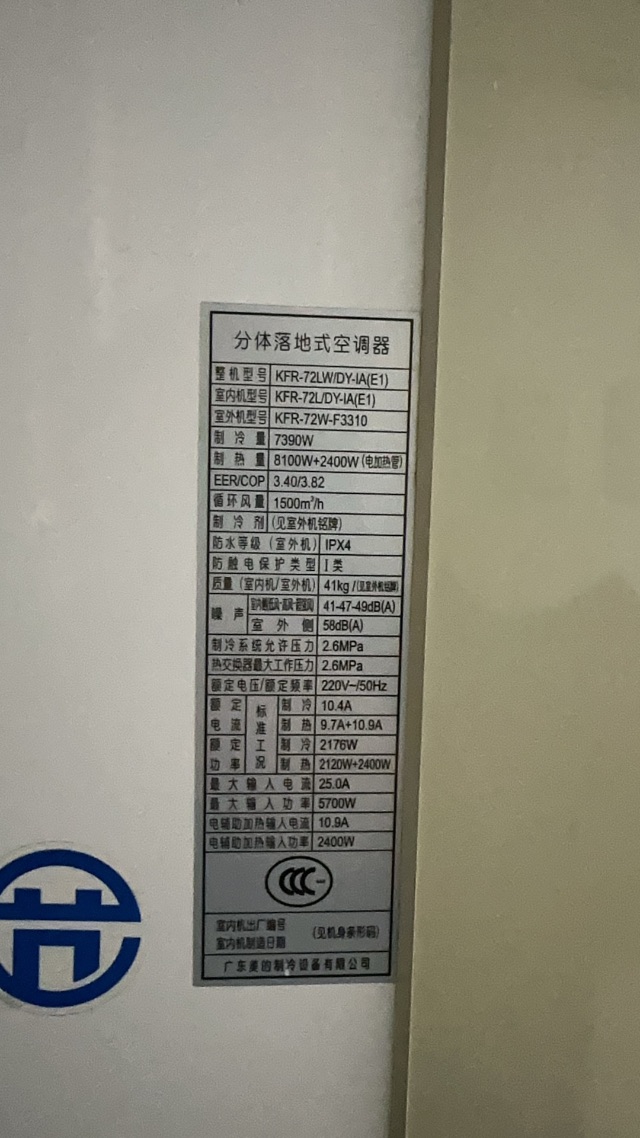 分体落地式空调器
整机型号 KFR-72LW/DY-IA(E1)
室内机型号 KFR-72L/DY-IA(E1)
室外机型号 KFR-72W-F3310
制冷量 7390W
制热量 8100W+2400W(电加热管)
EER/COP 3.40/3.82
循环风量 1500m³/h
制冷剂 (见室外机铭牌)
防水等级(室外机) IPX4
防触电保护类型 I类
质量(室内机/室外机) 41kg/(见室外机铭牌)
噪声 41-47-49dB(A)
室外侧 58dB(A)
制冷系统允许压力 2.6MPa
热交换器最大工作压力 2.6MPa
额定电压/额定频率 220V~/50Hz
额定电流 标准工况 制冷 10.4A
制热 9.7A+10.9A
额定功率 制冷 2176W
制热 2120W+2400W
最大输入电流 25.0A
最大输入功率 5700W
电辅助加热输入电流 10.9A
电辅助加热输入功率 2400W
CCC
室内机出厂编号
室内机制造日期
(见机身条形码)
广东美的制冷设备有限公司